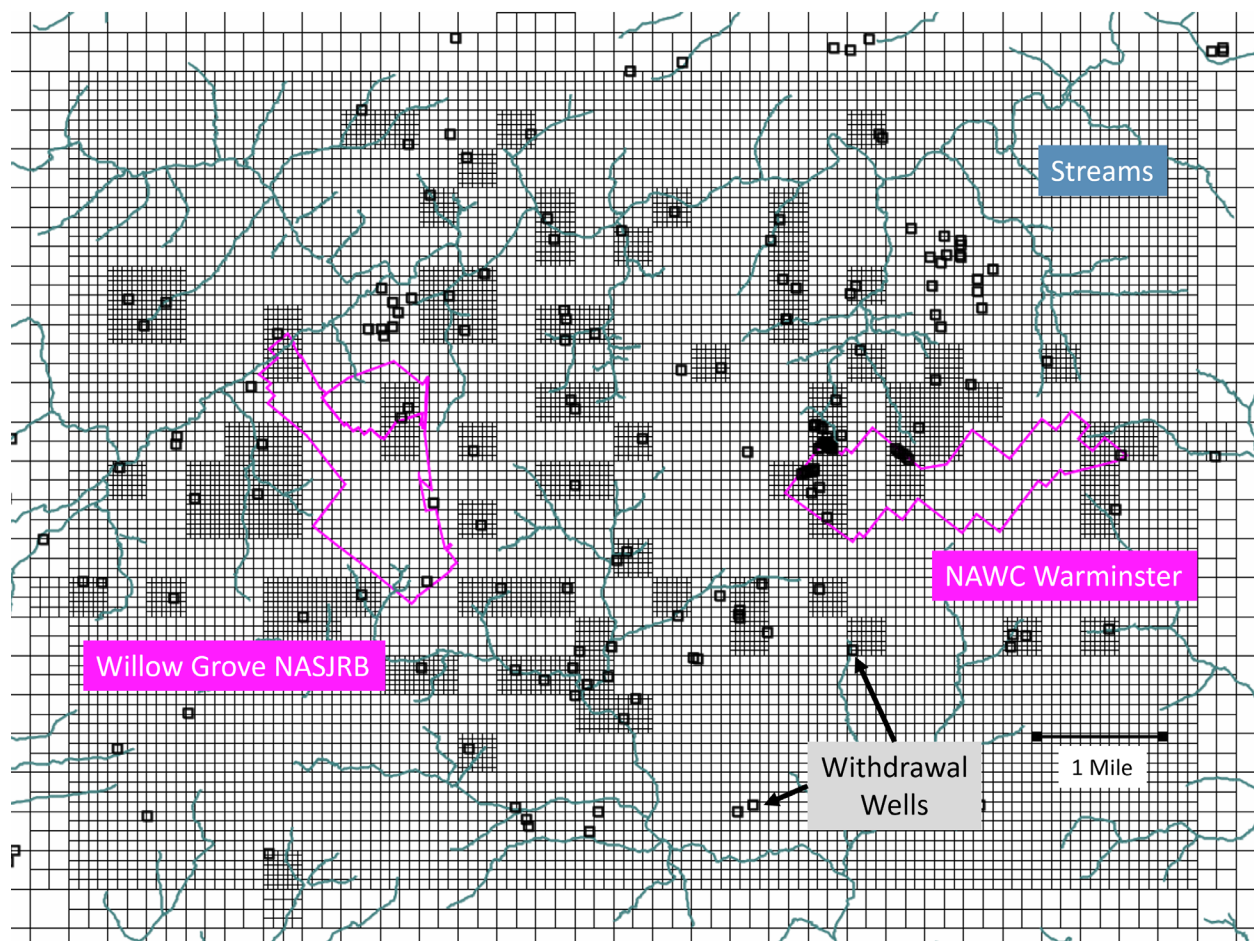 Streams
NAWC Warminster
Willow Grove NASJRB
Withdrawal
Wells
1 Mile